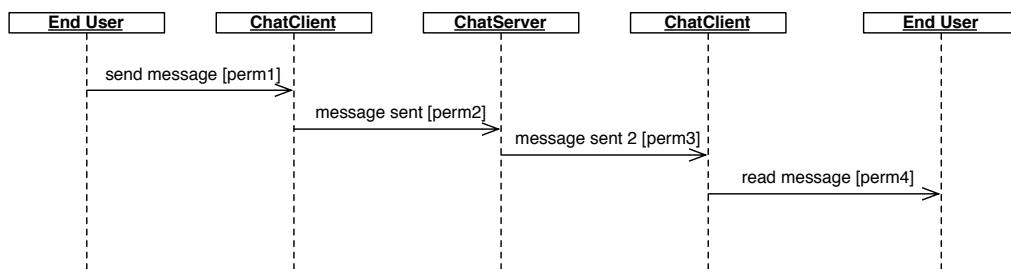 End User
ChatClient
ChatServer
ChatClient
End User
send message [perm1]
message sent [perm2]
message sent 2 [perm3]
read message [perm4]